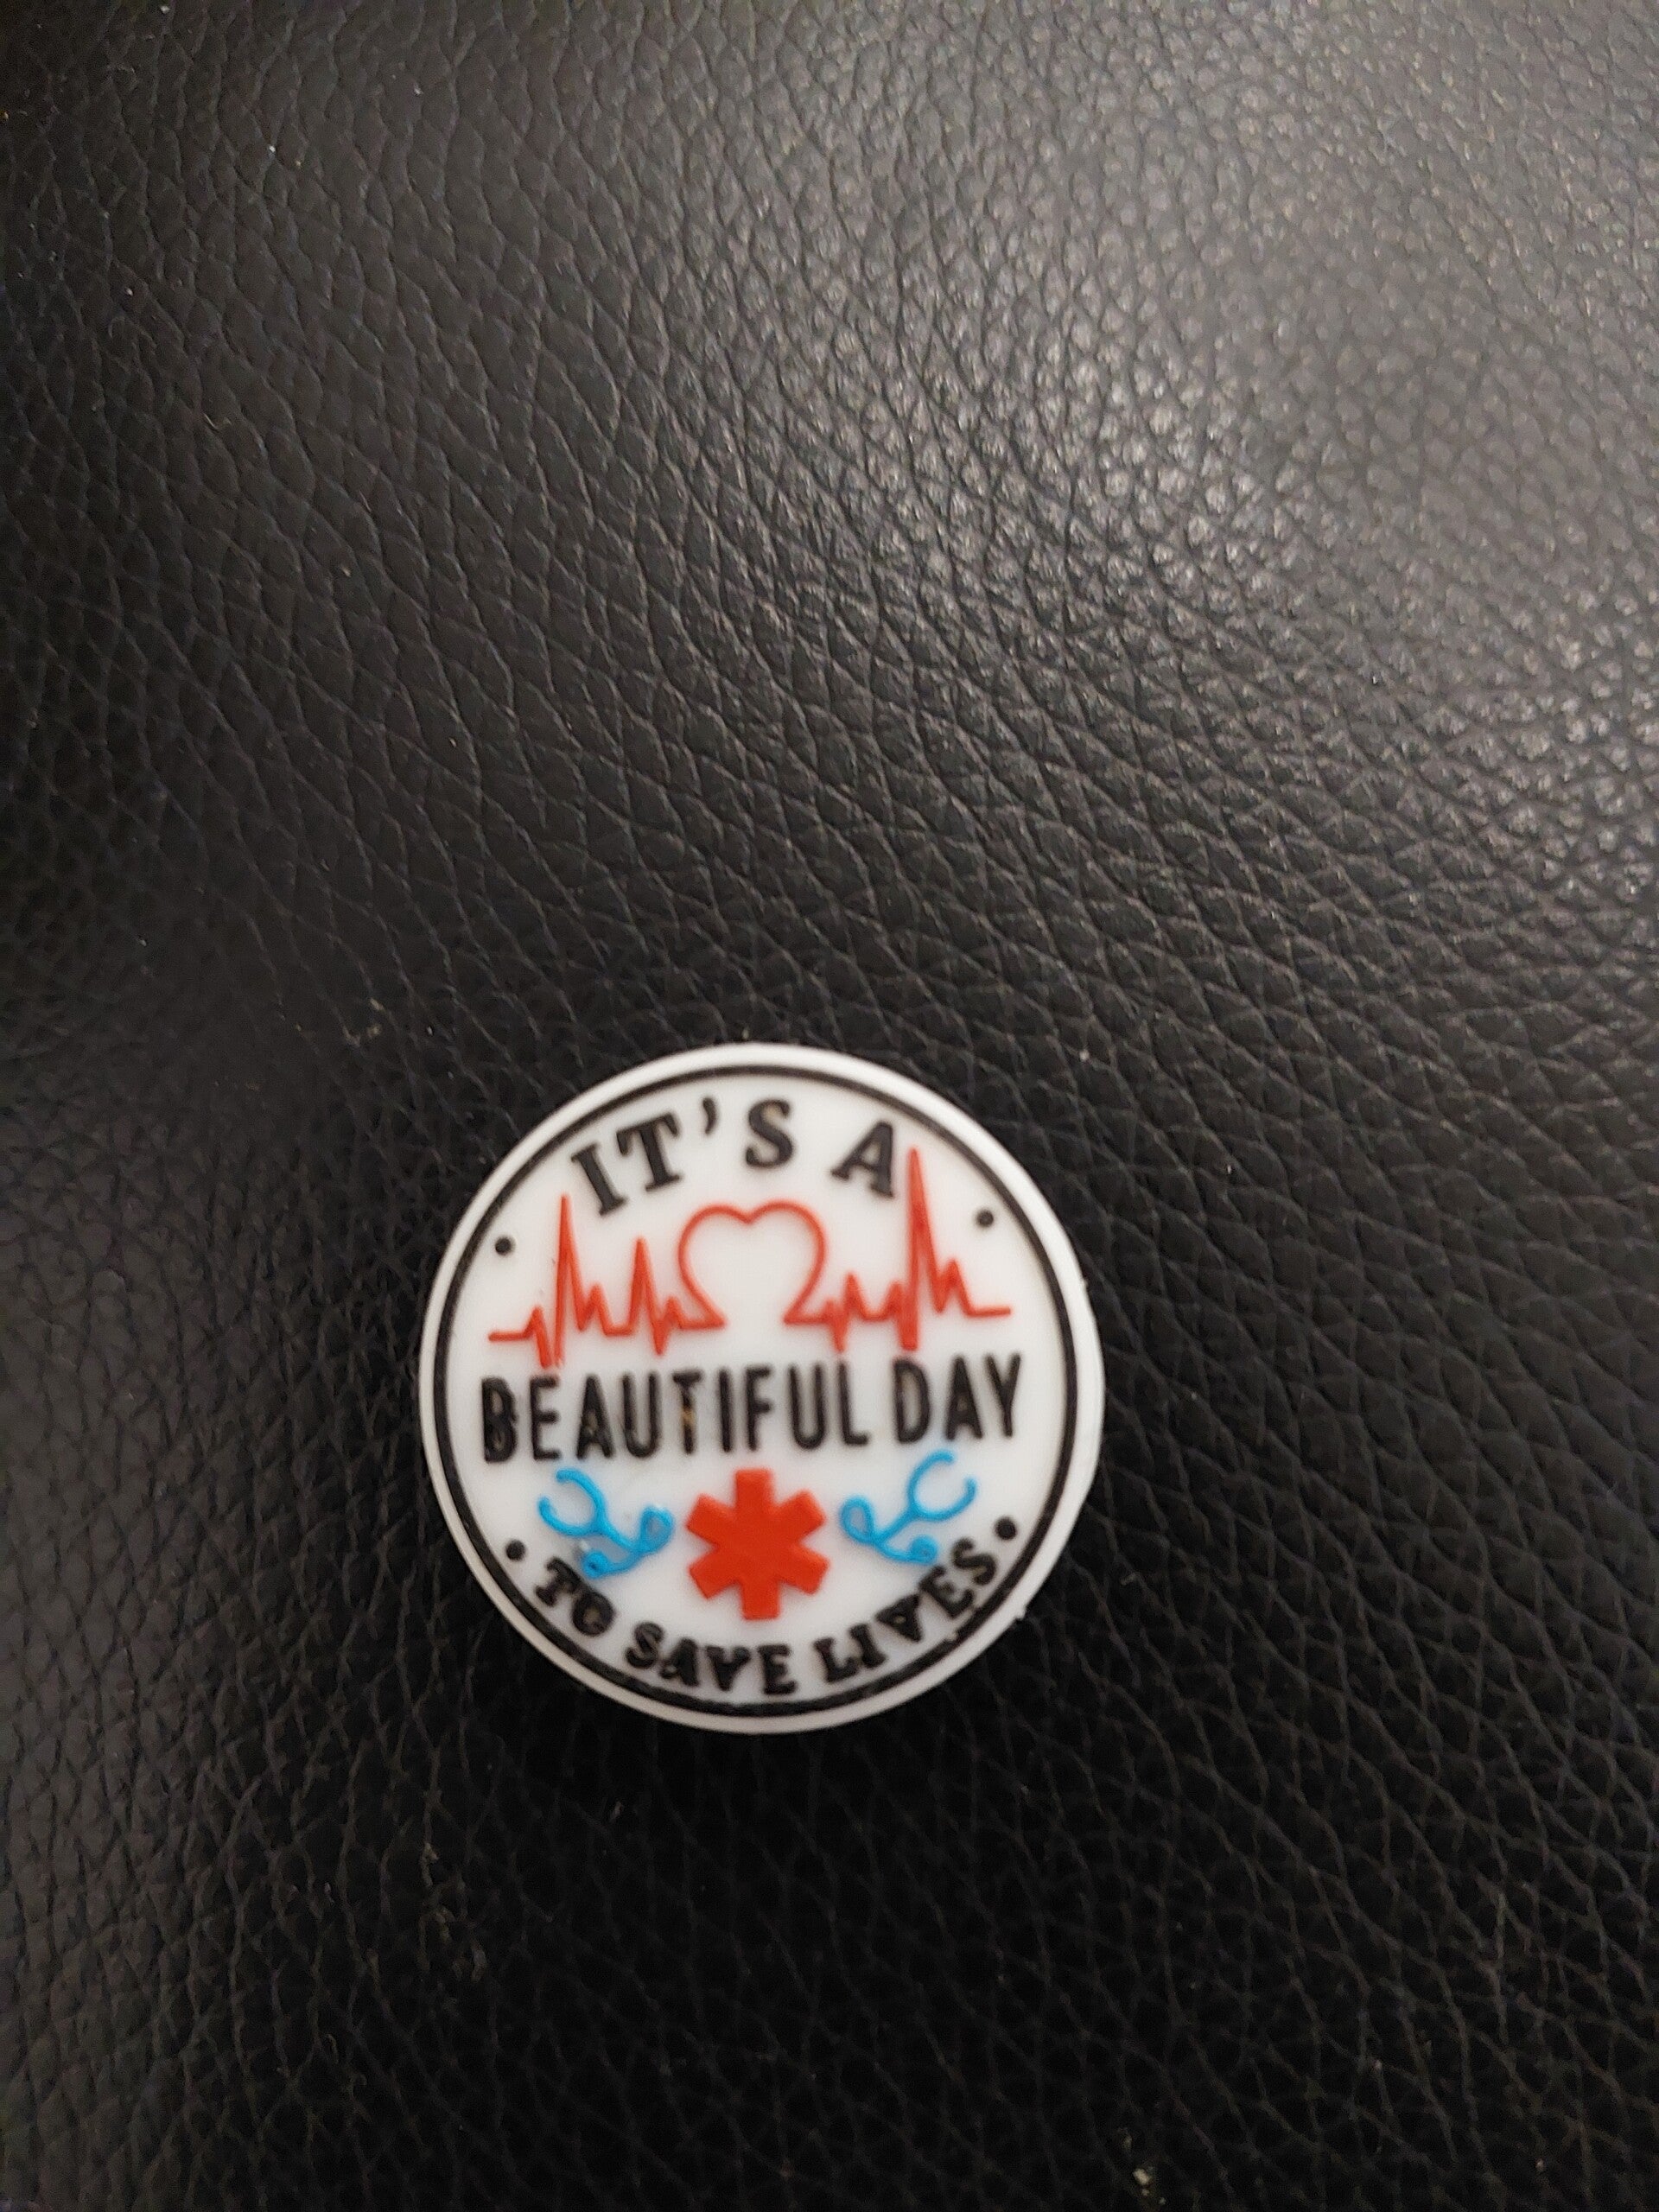 IT'S A
BEAUTIFUL DAY
TO SAVE LIVES